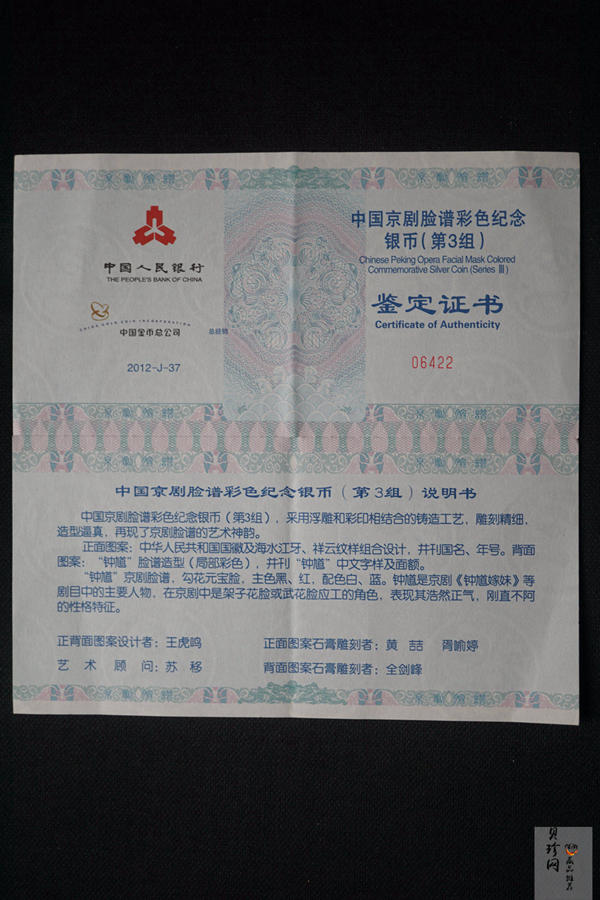 中国人民银行
THE PEOPLE'S BANK OF CHINA
CHINA GOLD COIN INCORPORATION
中国金币总公司
总经销
2012-J-37
中国京剧脸谱彩色纪念
银币(第3组)
Chinese Peking Opera Facial Mask Colored
Commemorative Silver Coin (Series Ⅲ)
鉴定证书
Certificate of Authenticity
06422
中国京剧脸谱彩色纪念银币(第3组)说明书
中国京剧脸谱彩色纪念银币(第3组),采用浮雕和彩印相结合的铸造工艺,雕刻精细,
造型逼真,再现了京剧脸谱的艺术神韵。
正面图案:中华人民共和国国徽及海水江牙、祥云纹样组合设计,并刊国名、年号。背面
图案:“钟馗”脸谱造型(局部彩色),并刊“钟馗”中文字样及面额。
“钟馗”京剧脸谱,勾花元宝脸,主色黑、红,配色白、蓝。钟馗是京剧《钟馗嫁妹》等
剧目中的主要人物,在京剧中是架子花脸或武花脸应工的角色,表现其浩然正气,刚直不阿
的性格特征。
正背面图案设计者:王虎鸣
正面图案石膏雕刻者:黄喆 胥喻婷
艺术顾问:苏移
背面图案石膏雕刻者:全剑峰
贝珍网